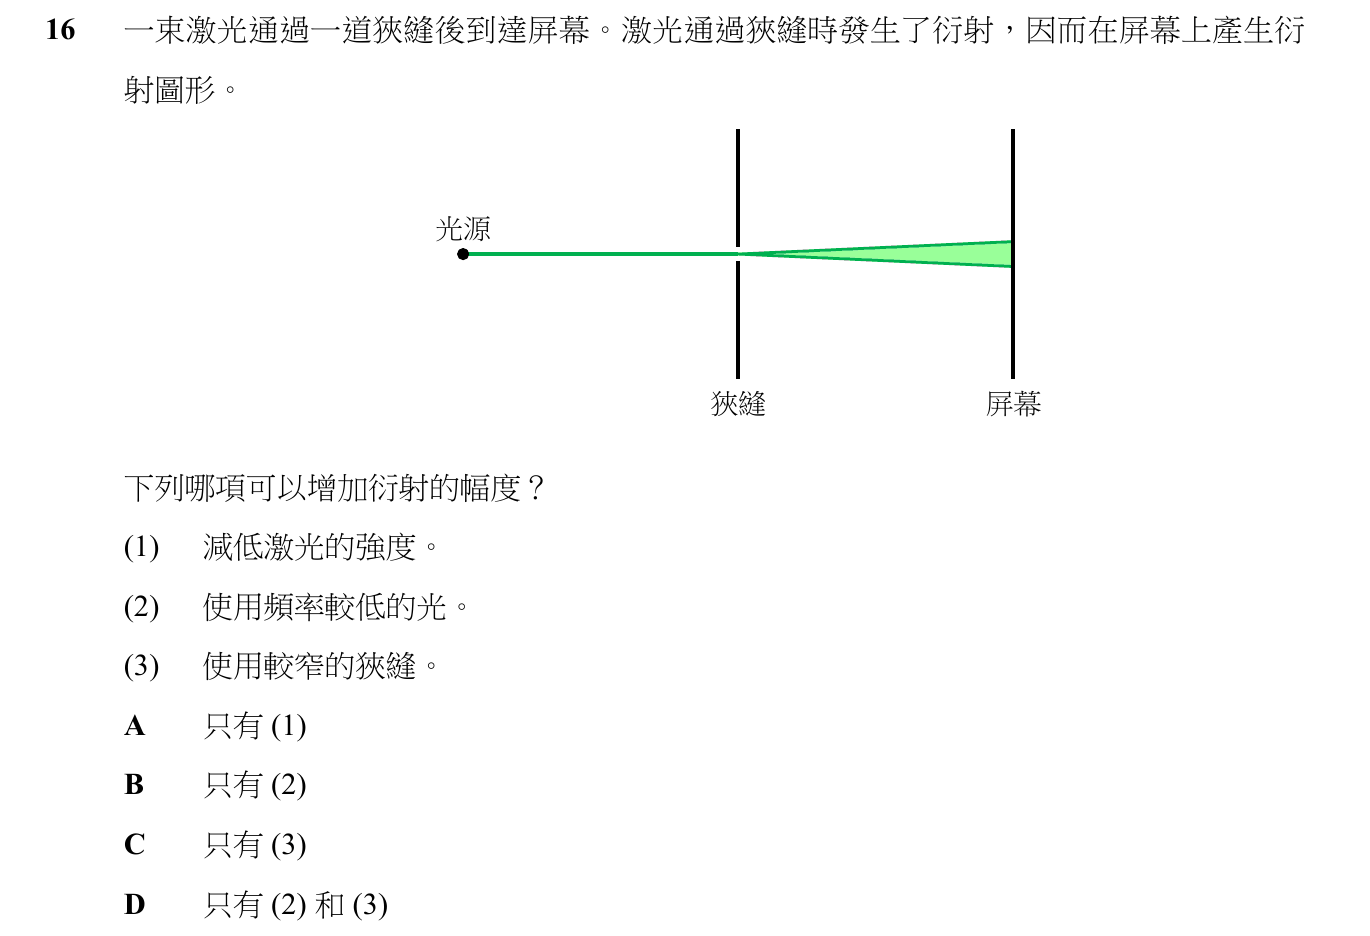 16 一束激光通過一道狹縫後到達屏幕。激光通過狹縫時發生了衍射，因而在屏幕上產生衍
射圖形。
光源
狹縫 屏幕
下列哪項可以增加衍射的幅度？
(1) 減低激光的強度。
(2) 使用頻率較低的光。
(3) 使用較窄的狹縫。
A 只有 (1)
B 只有 (2)
C 只有 (3)
D 只有 (2) 和 (3)